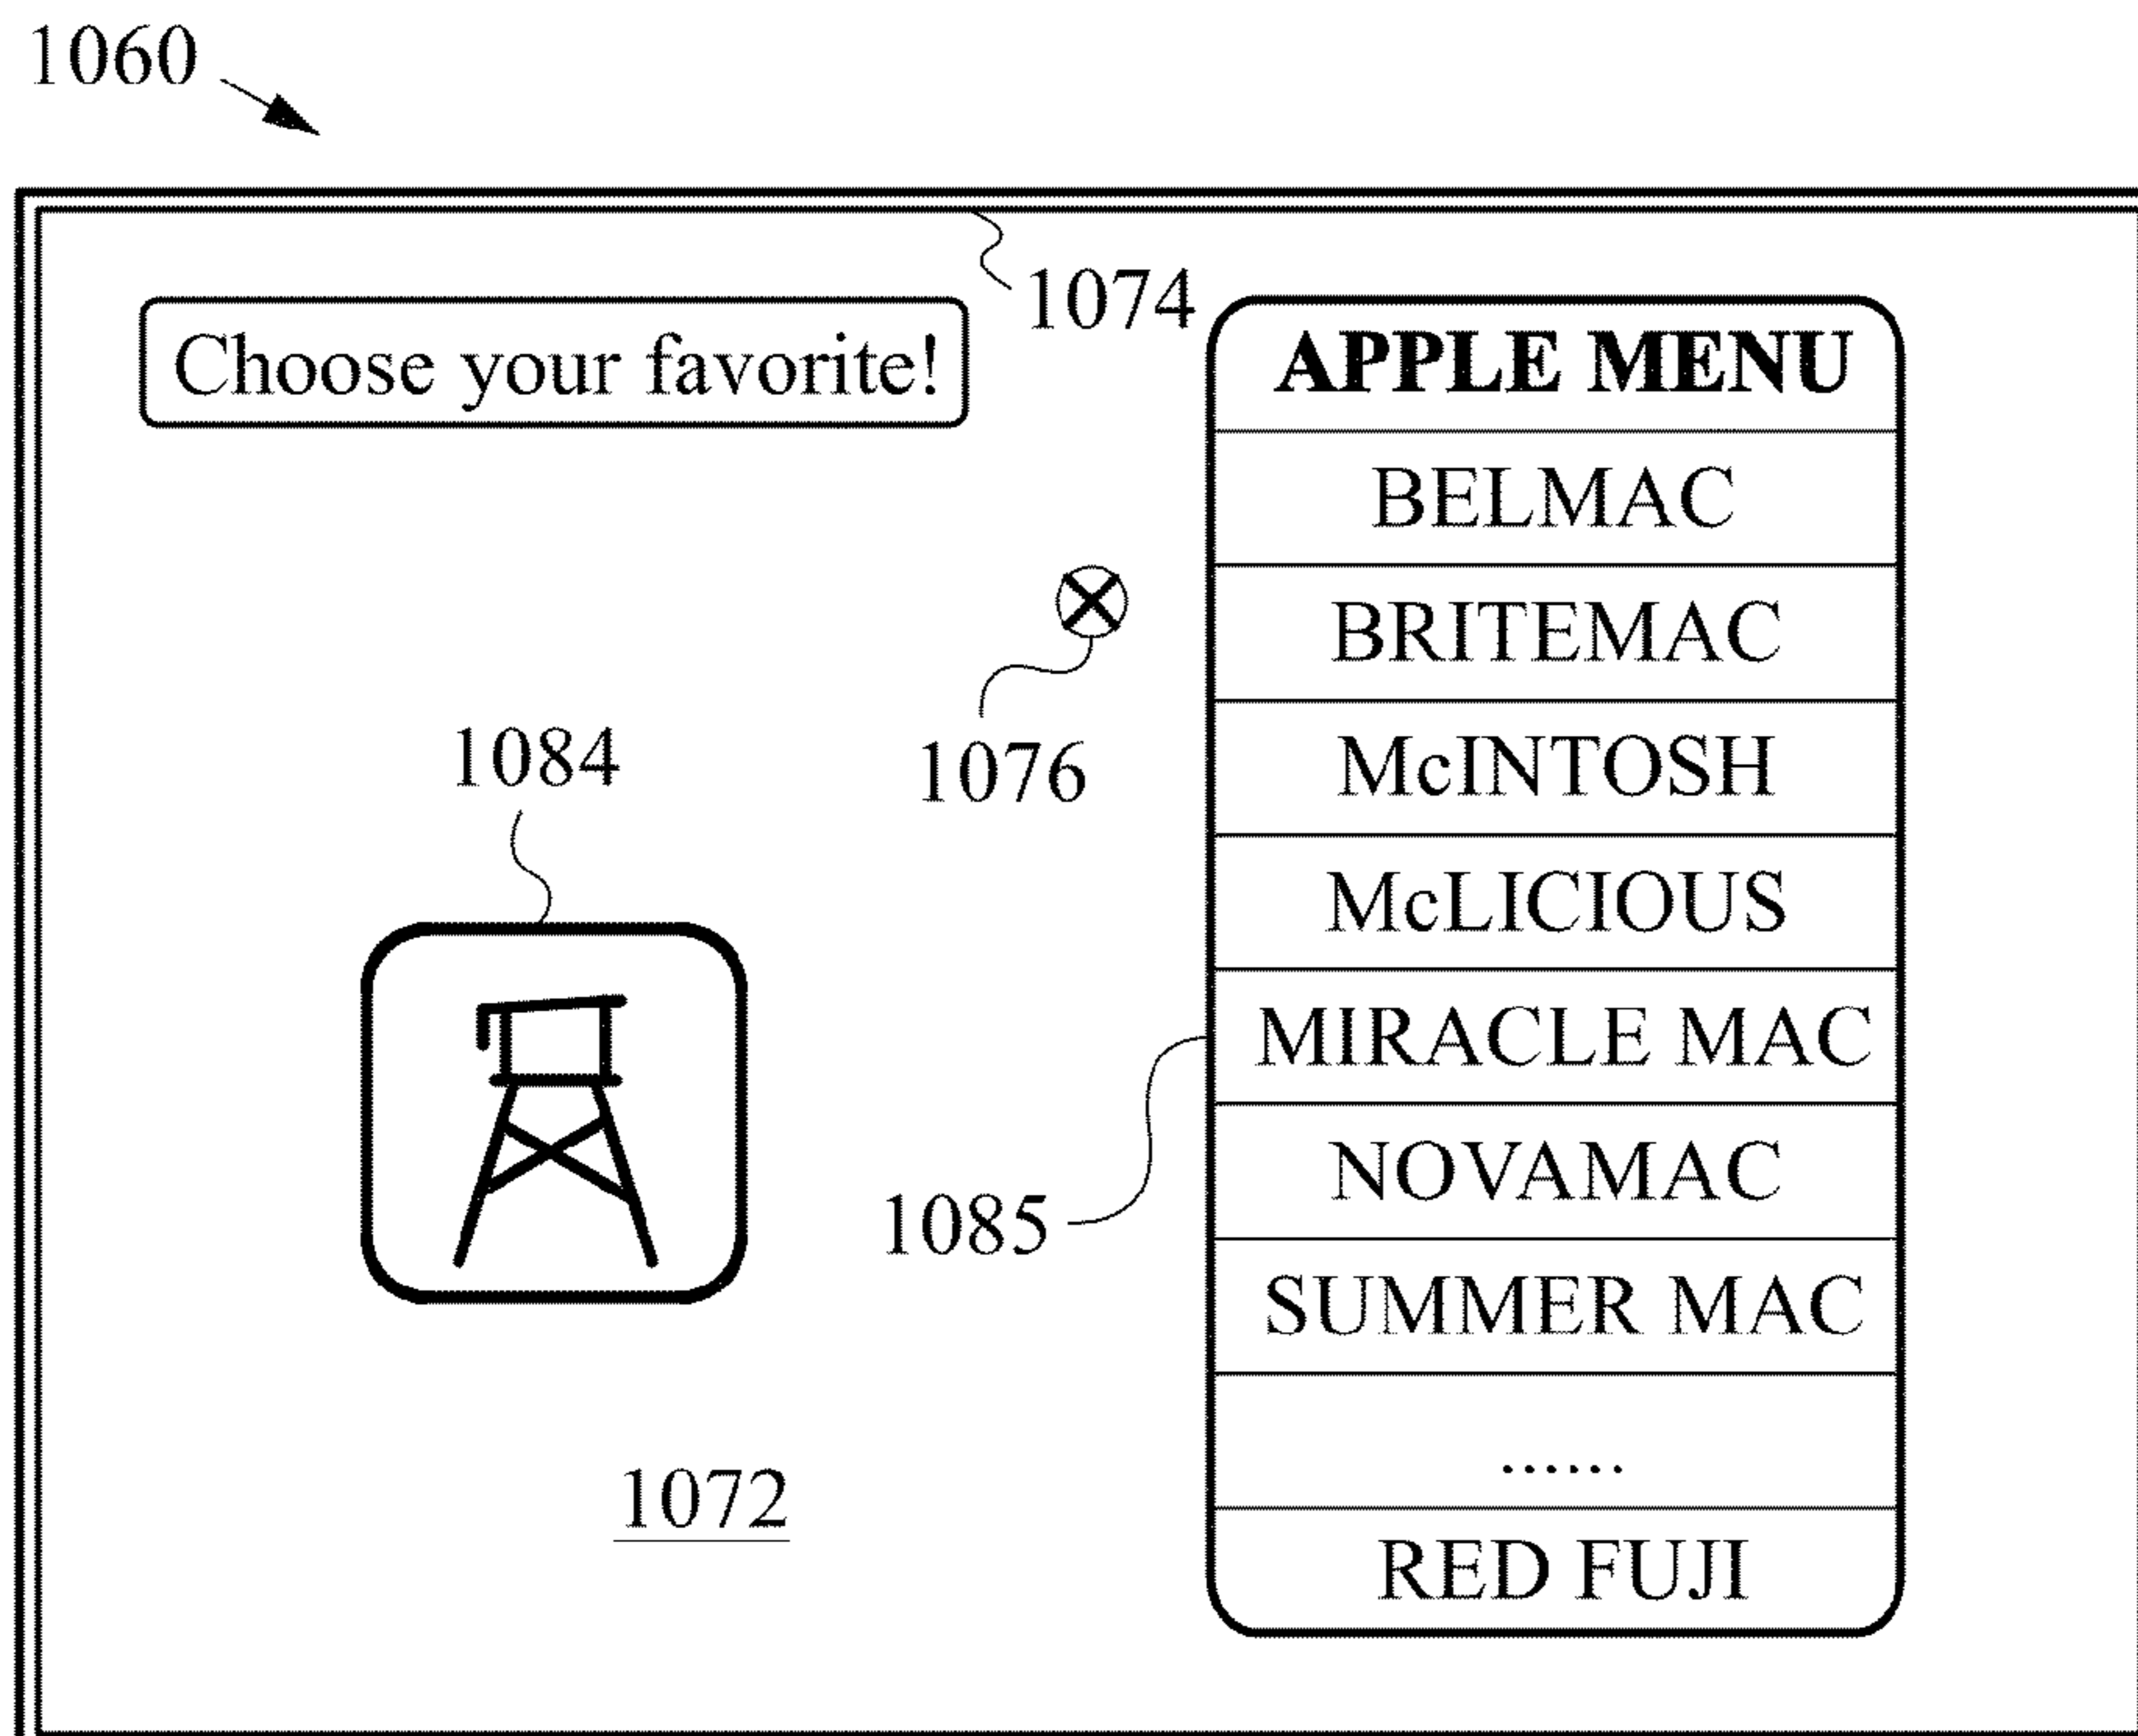 1060
1074
Choose your favorite!
APPLE MENU
BELMAC
BRITEMAC
1076
1084
McINTOSH
McLICIOUS
MIRACLE MAC
1085
NOVAMAC
SUMMER MAC
......
1072
RED FUJI